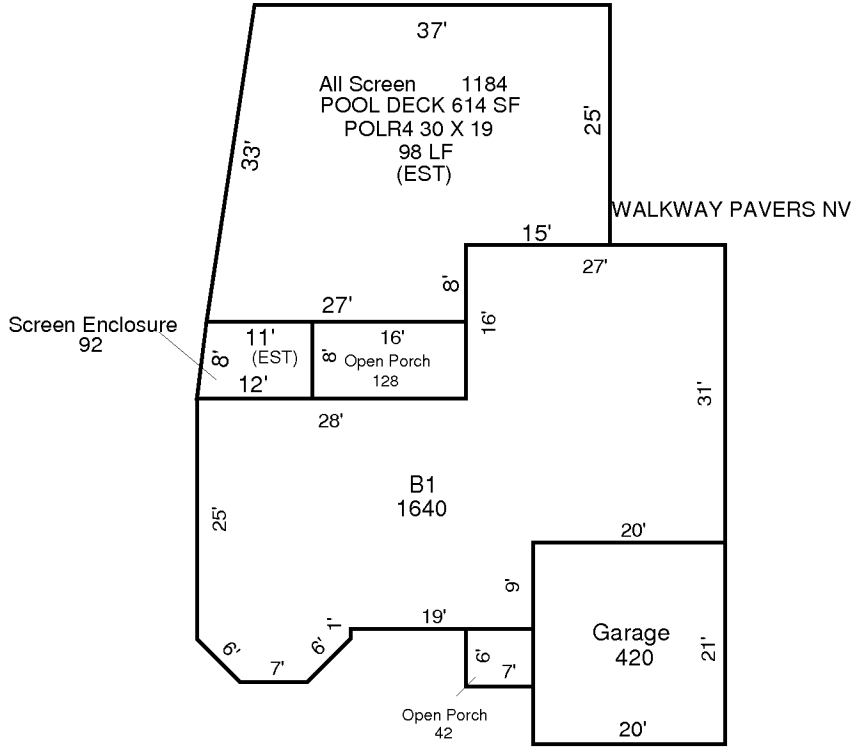 37'
All Screen 1184
POOL DECK 614 SF
POLR4 30 X 19
98 LF
(EST)
25'
33'
WALKWAY PAVERS NV
15'
27'
8'
27'
16'
Screen Enclosure
92
11'
(EST)
8'
12'
16'
8'
Open Porch
128
28'
31'
B1
1640
25'
20'
9'
19'
1'
6'
7'
6'
Garage
420
21'
6'
7'
Open Porch
42
20'